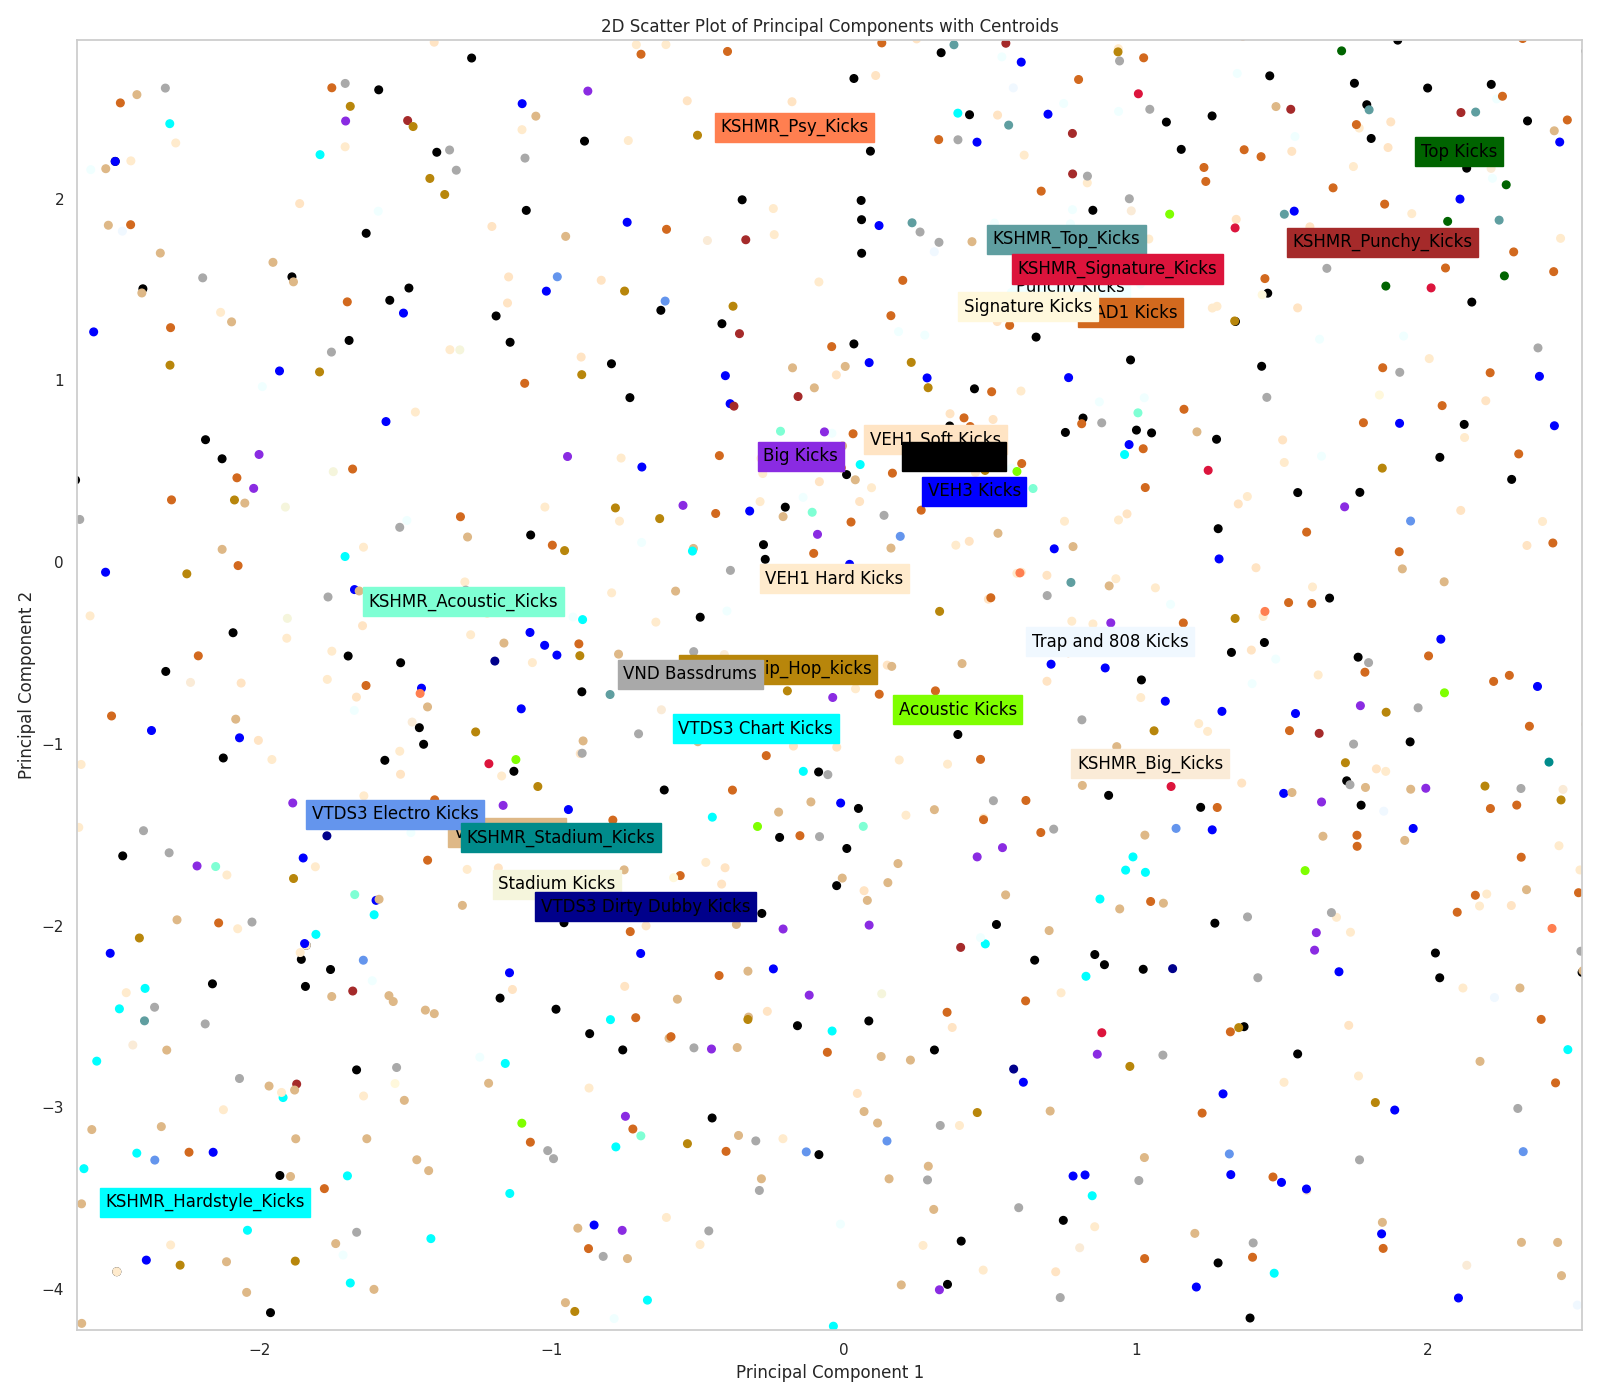 2D Scatter Plot of Principal Components with Centroids
KSHMR_Psy_Kicks
Top Kicks
KSHMR_Top_Kicks
KSHMR_Punchy_Kicks
KSHMR_Signature_Kicks
Punchy Kicks
Signature Kicks
AD1 Kicks
VEH1 Soft Kicks
Big Kicks
VEH3 Kicks
VEH1 Hard Kicks
KSHMR_Acoustic_Kicks
Trap and 808 Kicks
VND Bassdrums
ip_Hop_kicks
Acoustic Kicks
VTDS3 Chart Kicks
KSHMR_Big_Kicks
VTDS3 Electro Kicks
KSHMR_Stadium_Kicks
Stadium Kicks
VTDS3 Dirty Dubby Kicks
KSHMR_Hardstyle_Kicks
2
1
0
−1
−2
−3
−4
Principal Component 2
−2
−1
0
1
2
Principal Component 1